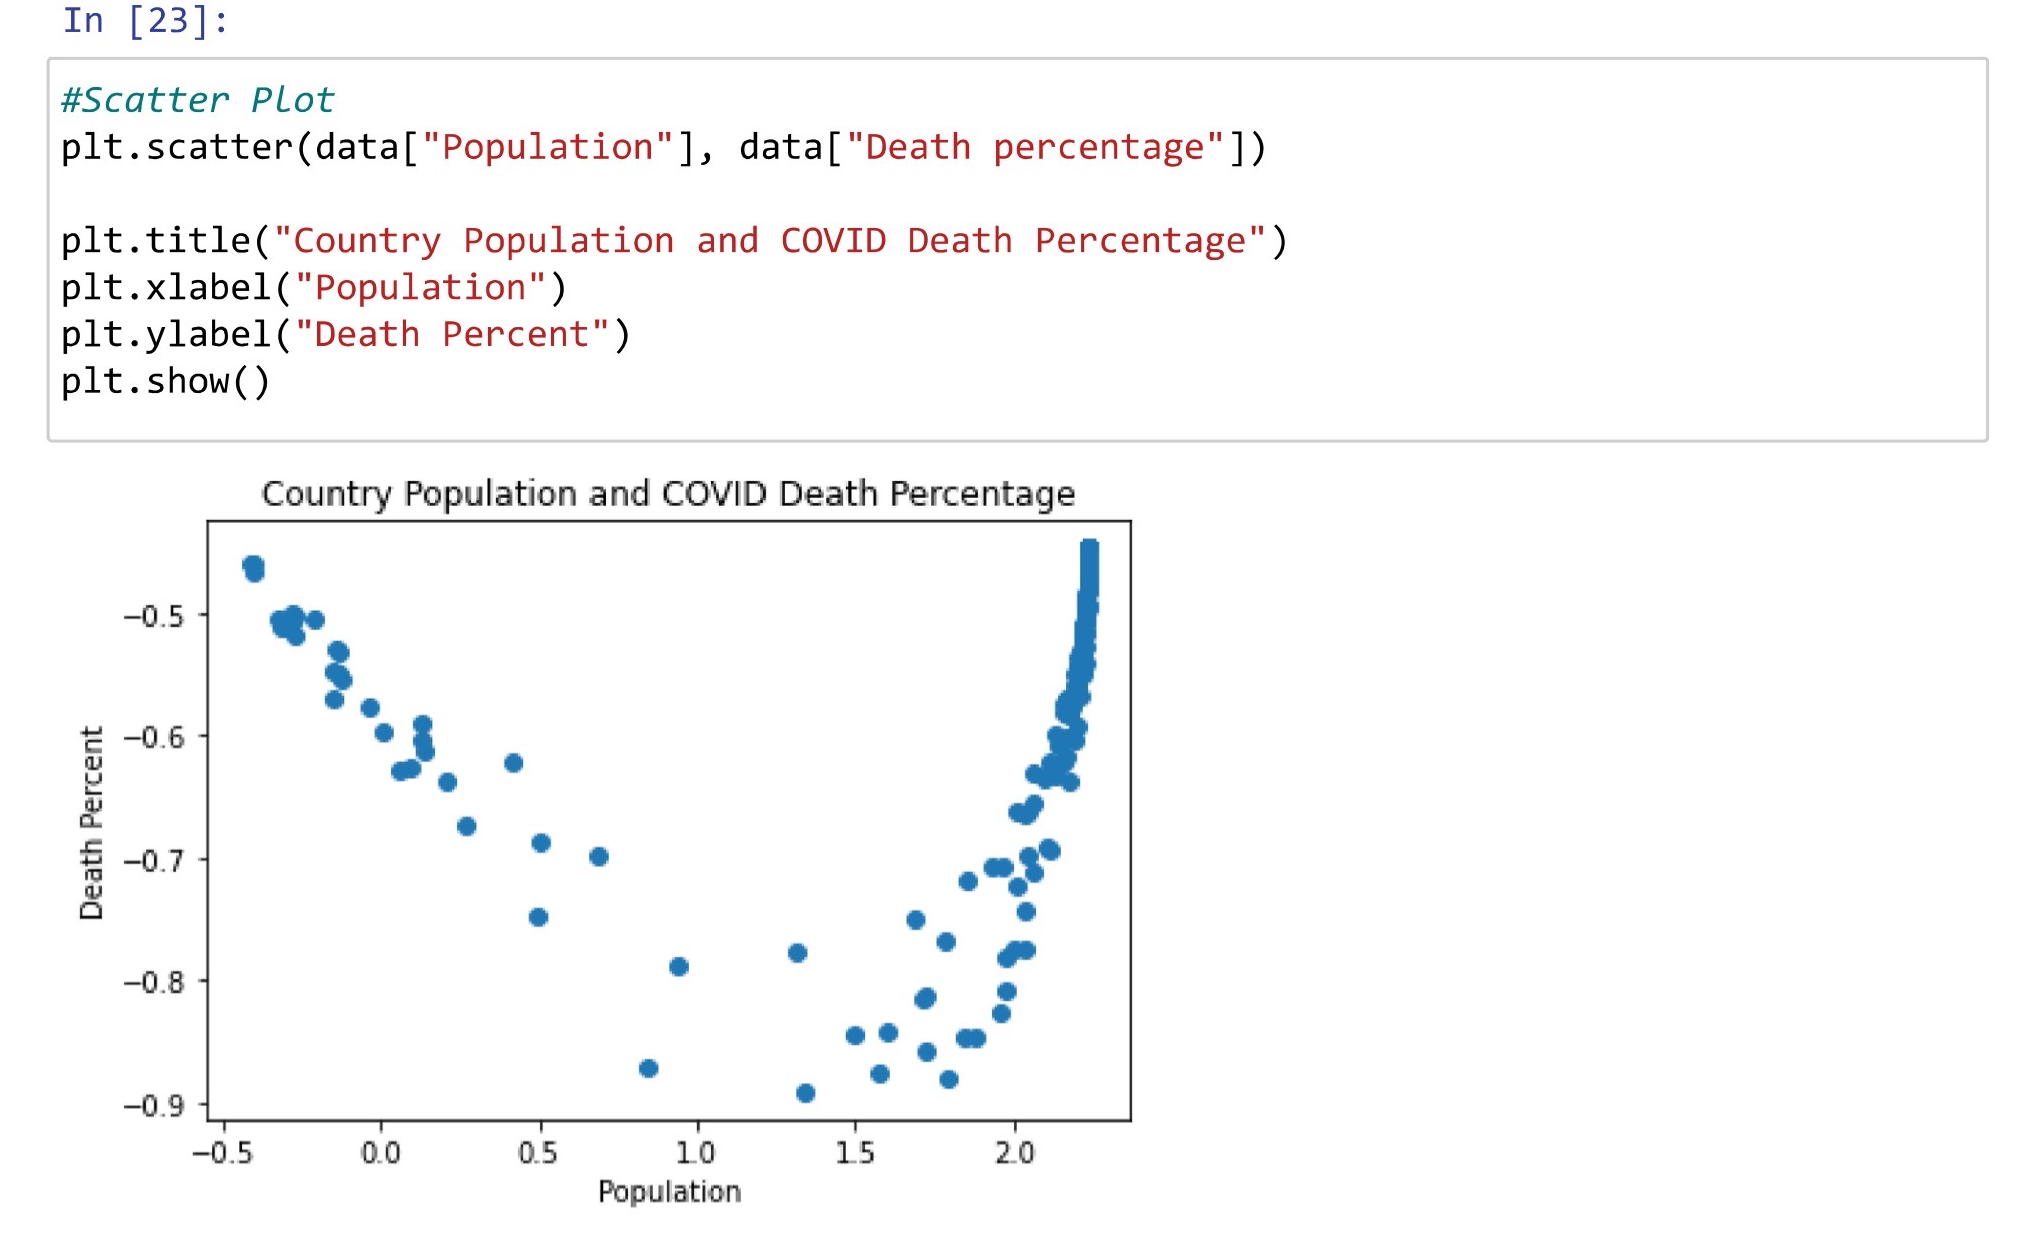 In [23]:
#Scatter Plot
plt.scatter(data["Population"], data["Death percentage"])
plt.title("Country Population and COVID Death Percentage")
plt.xlabel("Population")
plt.ylabel("Death Percent")
plt.show()
Country Population and COVID Death Percentage
Death Percent
−0.5
−0.6
−0.7
−0.8
−0.9
−0.5 0.0 0.5 1.0 1.5 2.0
Population